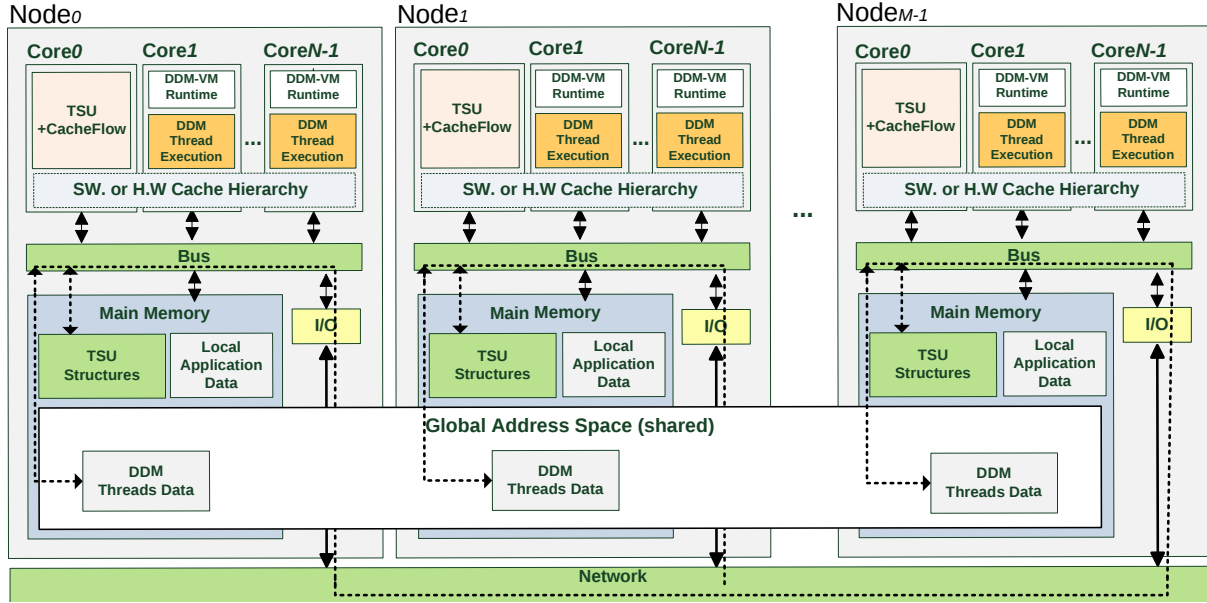 Node0
Core0
Core1
CoreN-1
TSU
+CacheFlow
DDM-VM
Runtime
DDM
Thread
Execution
...
DDM-VM
Runtime
DDM
Thread
Execution
SW. or H.W Cache Hierarchy
Bus
Main Memory
I/O
TSU
Structures
Local
Application
Data
Node1
Core0
Core1
CoreN-1
TSU
+CacheFlow
DDM-VM
Runtime
DDM
Thread
Execution
...
DDM-VM
Runtime
DDM
Thread
Execution
SW. or H.W Cache Hierarchy
Bus
Main Memory
I/O
TSU
Structures
Local
Application
Data
...
NodeM-1
Core0
Core1
CoreN-1
TSU
+CacheFlow
DDM-VM
Runtime
DDM
Thread
Execution
...
DDM-VM
Runtime
DDM
Thread
Execution
SW. or H.W Cache Hierarchy
Bus
Main Memory
I/O
TSU
Structures
Local
Application
Data
Global Address Space (shared)
DDM
Threads Data
DDM
Threads Data
DDM
Threads Data
Network